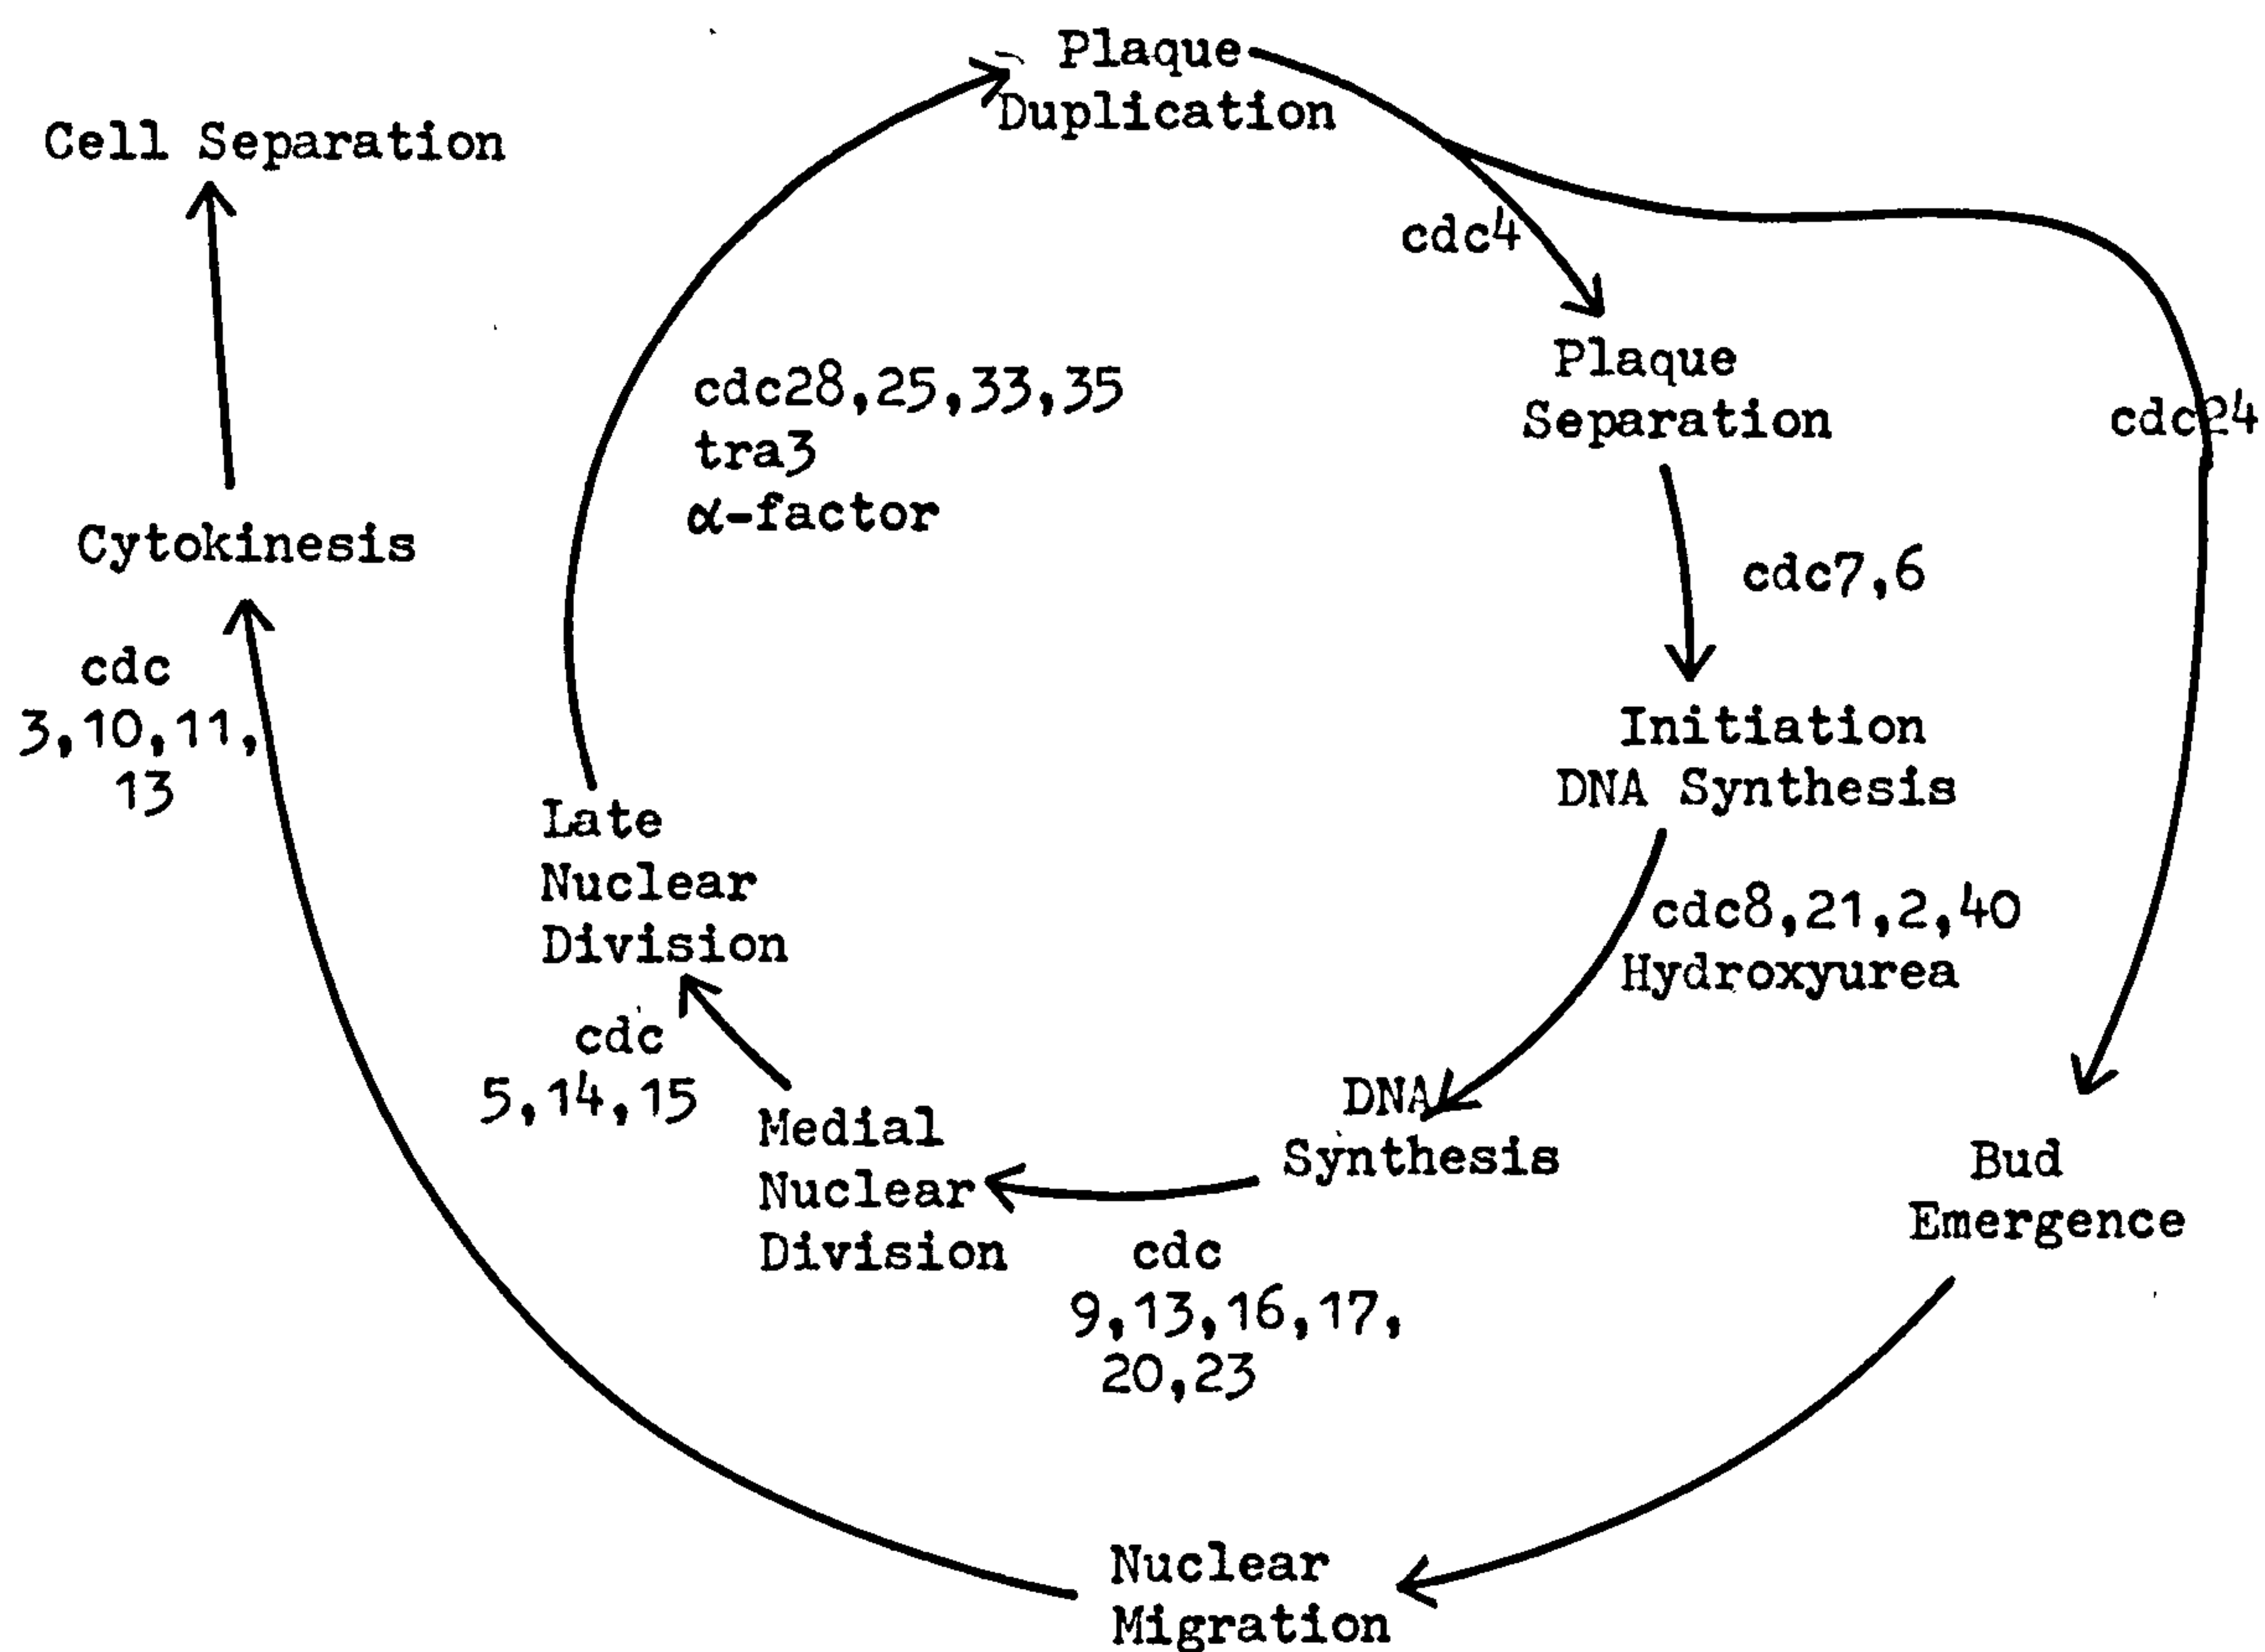 Plaque
Duplication
Cell Separation
cdc4
Plaque
Separation
cdc24
cdc28,25,33,35
tra3
α-factor
Cytokinesis
cdc7,6
cdc
3,10,11,
13
Initiation
DNA Synthesis
Late
Nuclear
Division
cdc8,21,2,40
Hydroxyurea
cdc
5,14,15
DNA
Synthesis
Medial
Nuclear
Division
Bud
Emergence
cdc
9,13,16,17,
20,23
Nuclear
Migration